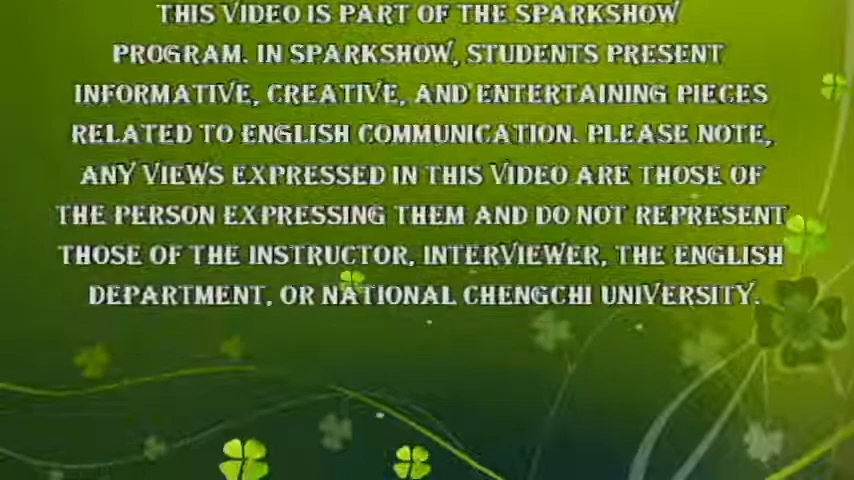 THIS VIDEO IS PART OF THE SPARKSHOW
PROGRAM. IN SPARKSHOW, STUDENTS PRESENT
INFORMATIVE, CREATIVE, AND ENTERTAINING PIECES
RELATED TO ENGLISH COMMUNICATION. PLEASE NOTE,
ANY VIEWS EXPRESSED IN THIS VIDEO ARE THOSE OF
THE PERSON EXPRESSING THEM AND DO NOT REPRESENT
THOSE OF THE INSTRUCTOR, INTERVIEWER, THE ENGLISH
DEPARTMENT, OR NATIONAL CHENGCHI UNIVERSITY.